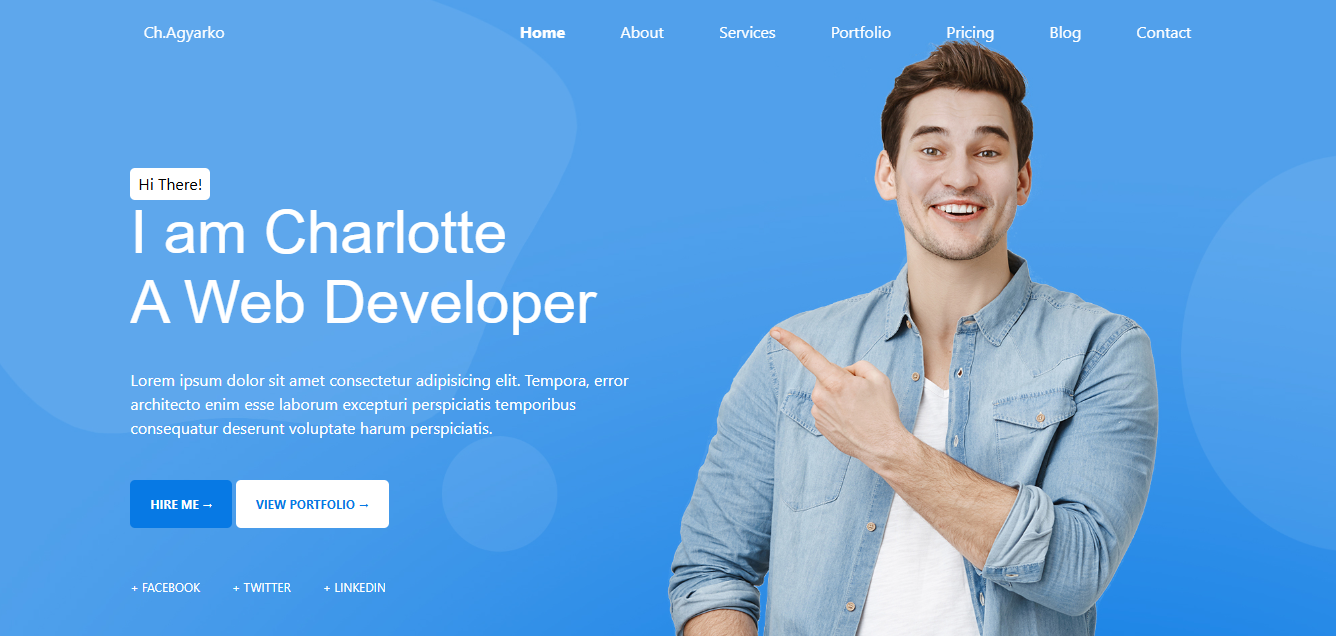 Ch.Agyarko Home About Services Portfolio Pricing Blog Contact
Hi There!
I am Charlotte
A Web Developer
Lorem ipsum dolor sit amet consectetur adipisicing elit. Tempora, error
architecto enim esse laborum excepturi perspiciatis temporibus
consequatur deserunt voluptate harum perspiciatis.
HIRE ME → VIEW PORTFOLIO →
+ FACEBOOK + TWITTER + LINKEDIN